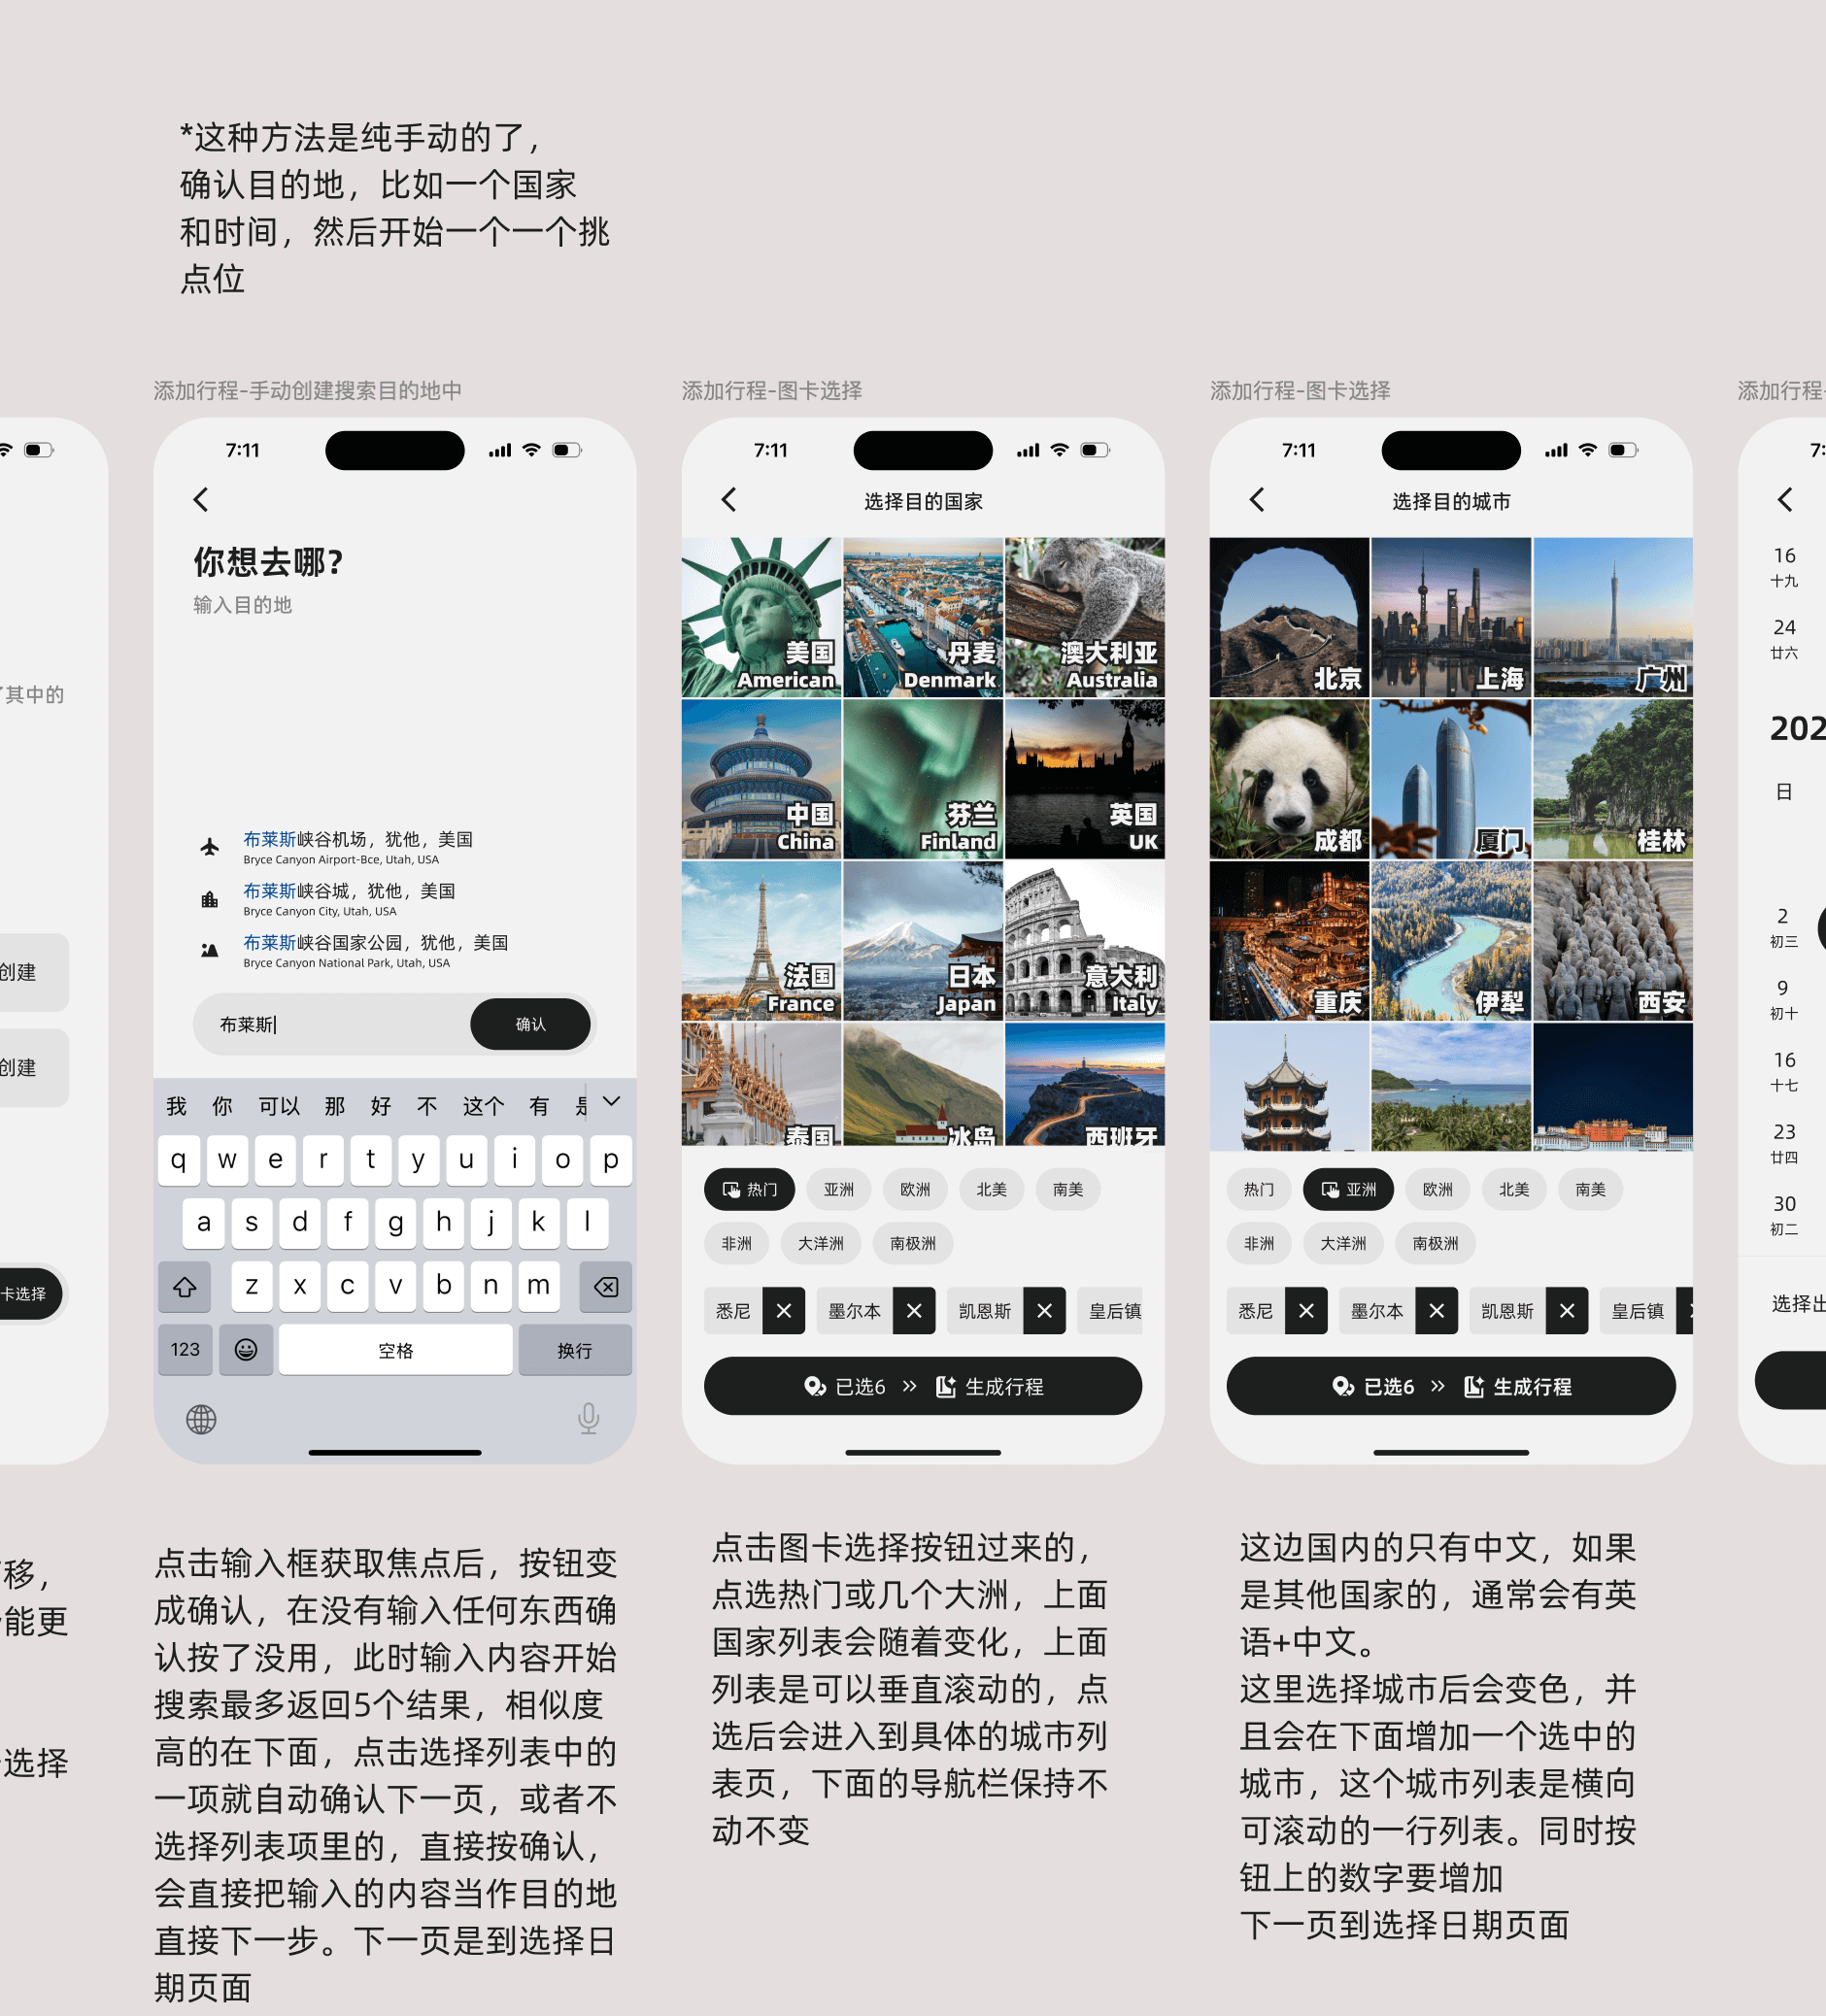 *这种方法是纯手动的了，
确认目的地，比如一个国家
和时间，然后开始一个一个挑
点位
其中的
创建
创建
卡选择
移，
能更
选择
添加行程-手动创建搜索目的地中
7:11
你想去哪?
输入目的地
布莱斯峡谷机场，犹他，美国
Bryce Canyon Airport-Bce, Utah, USA
布莱斯峡谷城，犹他，美国
Bryce Canyon City, Utah, USA
布莱斯峡谷国家公园，犹他，美国
Bryce Canyon National Park, Utah, USA
布莱斯
确认
我 你 可以 那 好 不 这个 有 是
q w e r t y u i o p
a s d f g h j k l
z x c v b n m
123 空格 换行
点击输入框获取焦点后，按钮变
成确认，在没有输入任何东西确
认按了没用，此时输入内容开始
搜索最多返回5个结果，相似度
高的在下面，点击选择列表中的
一项就自动确认下一页，或者不
选择列表项里的，直接按确认，
会直接把输入的内容当作目的地
直接下一步。下一页是到选择日
期页面
添加行程-图卡选择
7:11
选择目的国家
美国
American
丹麦
Denmark
澳大利亚
Australia
中国
China
芬兰
Finland
英国
UK
法国
France
日本
Japan
意大利
Italy
泰国
冰岛
西班牙
热门 亚洲 欧洲 北美 南美
非洲 大洋洲 南极洲
悉尼 墨尔本 凯恩斯 皇后镇
已选6 生成行程
点击图卡选择按钮过来的，
点选热门或几个大洲，上面
国家列表会随着变化，上面
列表是可以垂直滚动的，点
选后会进入到具体的城市列
表页，下面的导航栏保持不
动不变
添加行程-图卡选择
7:11
选择目的城市
北京
上海
广州
成都
厦门
桂林
重庆
伊犁
西安
热门 亚洲 欧洲 北美 南美
非洲 大洋洲 南极洲
悉尼 墨尔本 凯恩斯 皇后镇
已选6 生成行程
这边国内的只有中文，如果
是其他国家的，通常会有英
语+中文。
这里选择城市后会变色，并
且会在下面增加一个选中的
城市，这个城市列表是横向
可滚动的一行列表。同时按
钮上的数字要增加
下一页到选择日期页面
添加行程
7:
16
十九
24
廿六
202
日
2
初三
9
初十
16
十七
23
廿四
30
初二
选择出